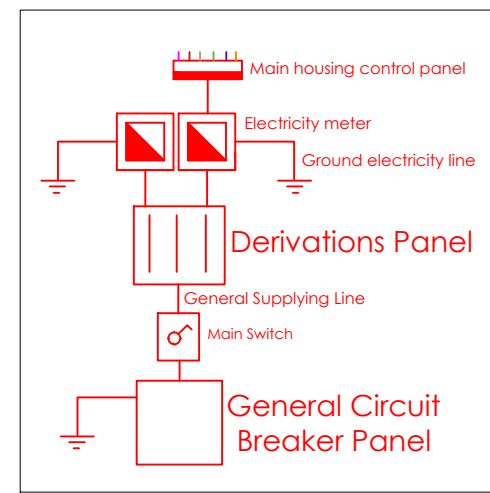 Main housing control panel
Electricity meter
Ground electricity line
Derivations Panel
General Supplying Line
Main Switch
General Circuit
Breaker Panel